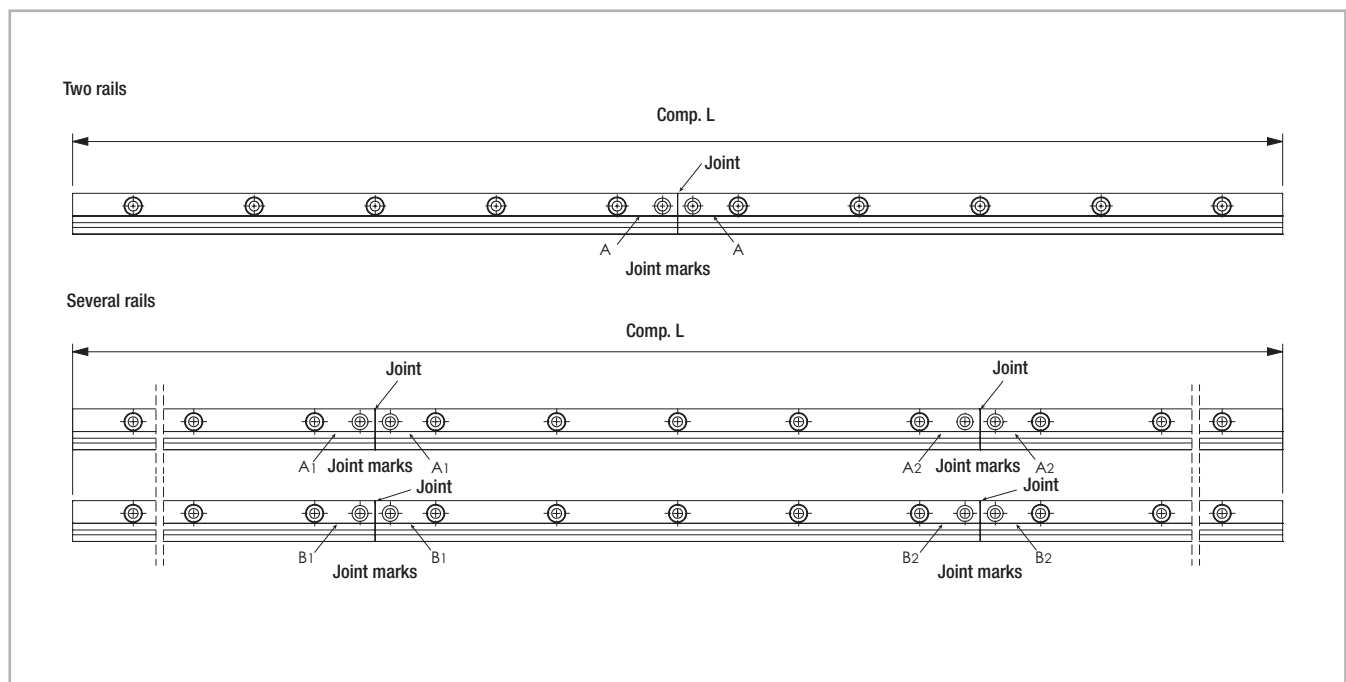 Two rails
Comp. L
Joint
A A
Joint marks
Several rails
Comp. L
Joint Joint
A1 Joint marks A1 A2 Joint marks A2
Joint Joint
B1 B1 B2 B2
Joint marks Joint marks